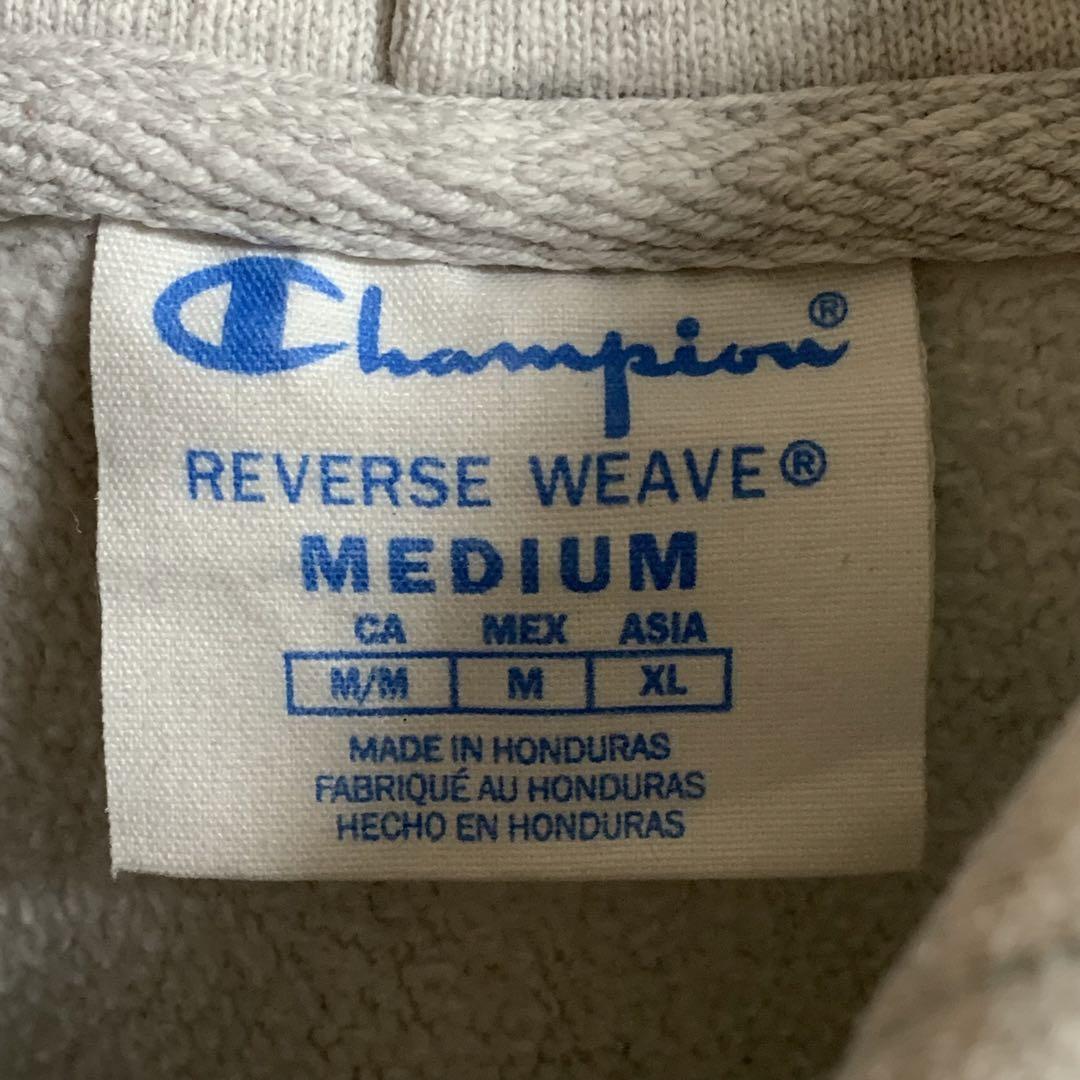 Champion®
REVERSE WEAVE®
MEDIUM
CA MEX ASIA
M/M M XL
MADE IN HONDURAS
FABRIQUÉ AU HONDURAS
HECHO EN HONDURAS